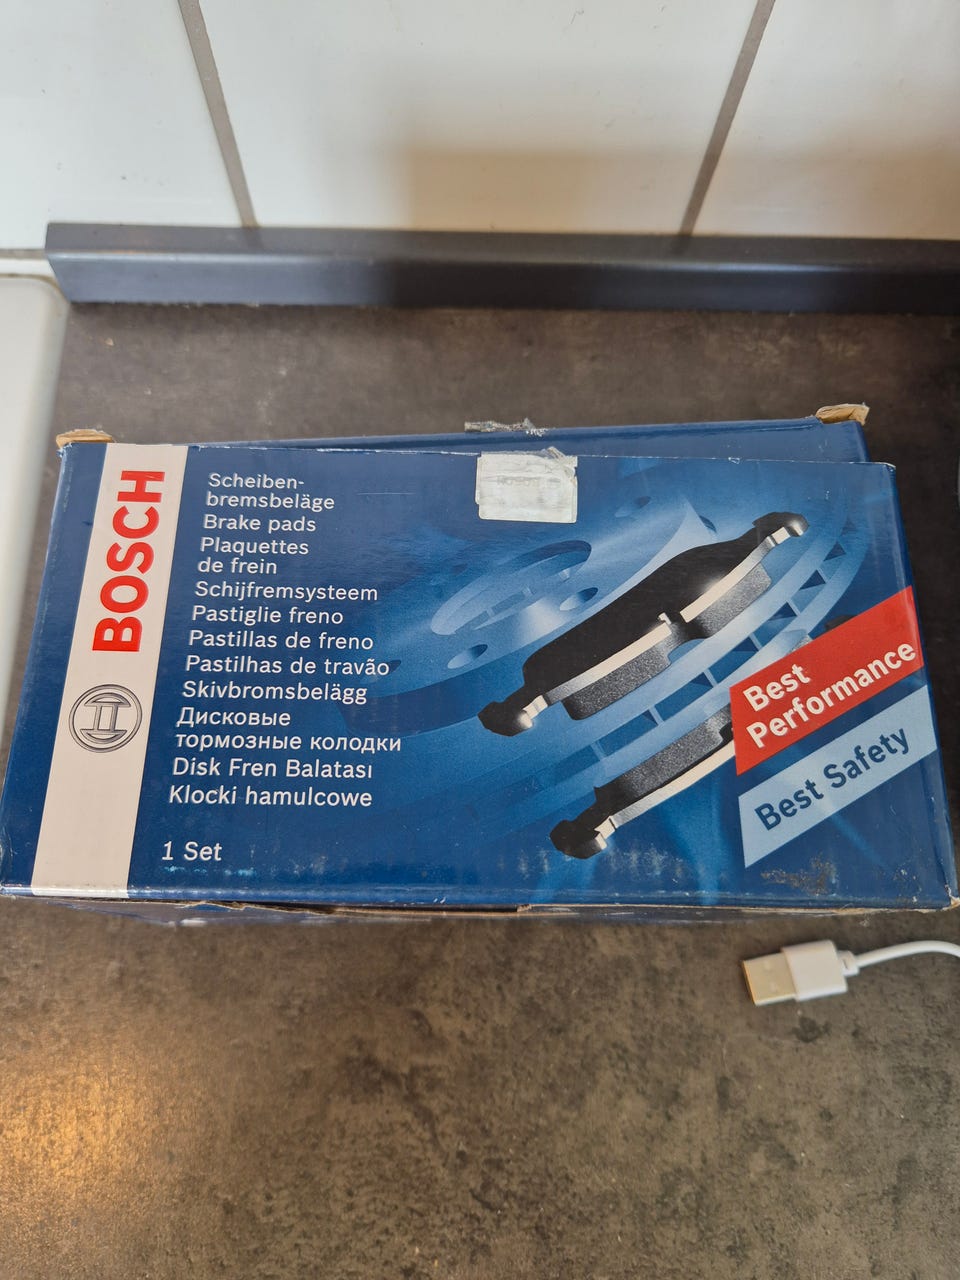 BOSCH
Scheiben-
bremsbeläge
Brake pads
Plaquettes
de frein
Schijfremsysteem
Pastiglie freno
Pastillas de freno
Pastilhas de travão
Skivbromsbelägg
Дисковые
тормозные колодки
Disk Fren Balatası
Klocki hamulcowe
1 Set
Best
Performance
Best Safety